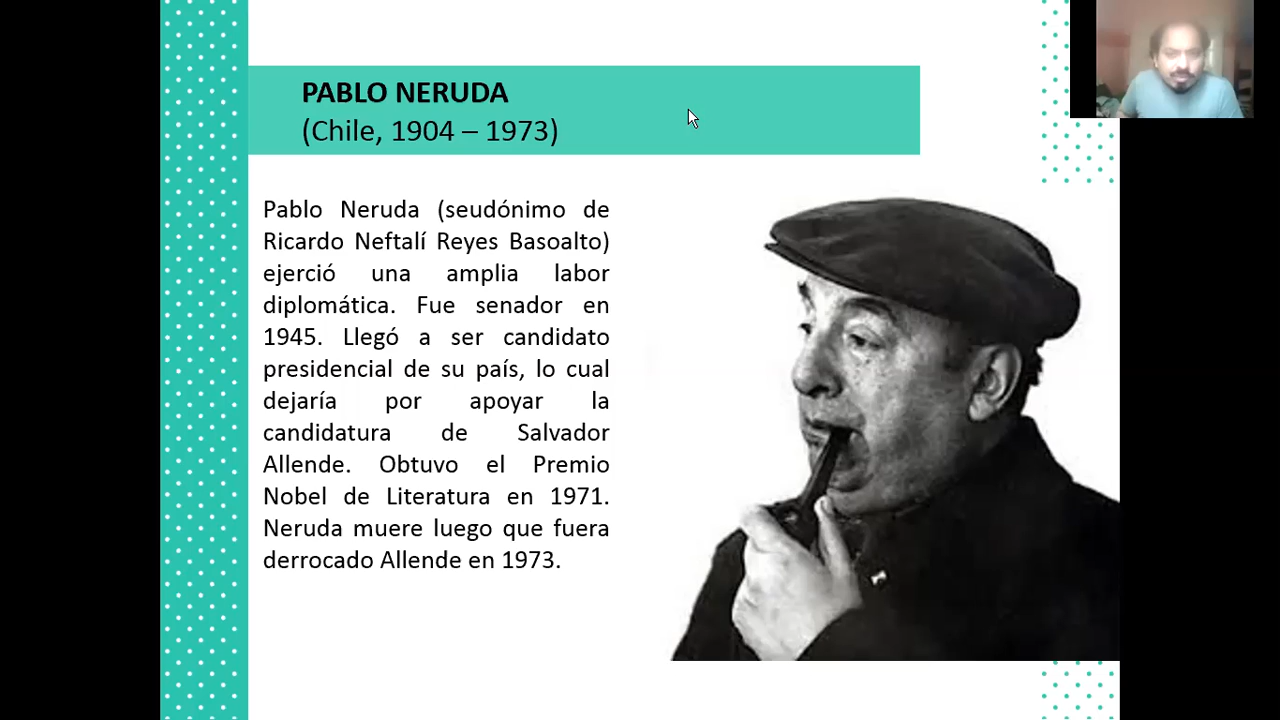 PABLO NERUDA
(Chile, 1904 – 1973)
Pablo Neruda (seudónimo de
Ricardo Neftalí Reyes Basoalto)
ejerció una amplia labor
diplomática. Fue senador en
1945. Llegó a ser candidato
presidencial de su país, lo cual
dejaría por apoyar la
candidatura de Salvador
Allende. Obtuvo el Premio
Nobel de Literatura en 1971.
Neruda muere luego que fuera
derrocado Allende en 1973.